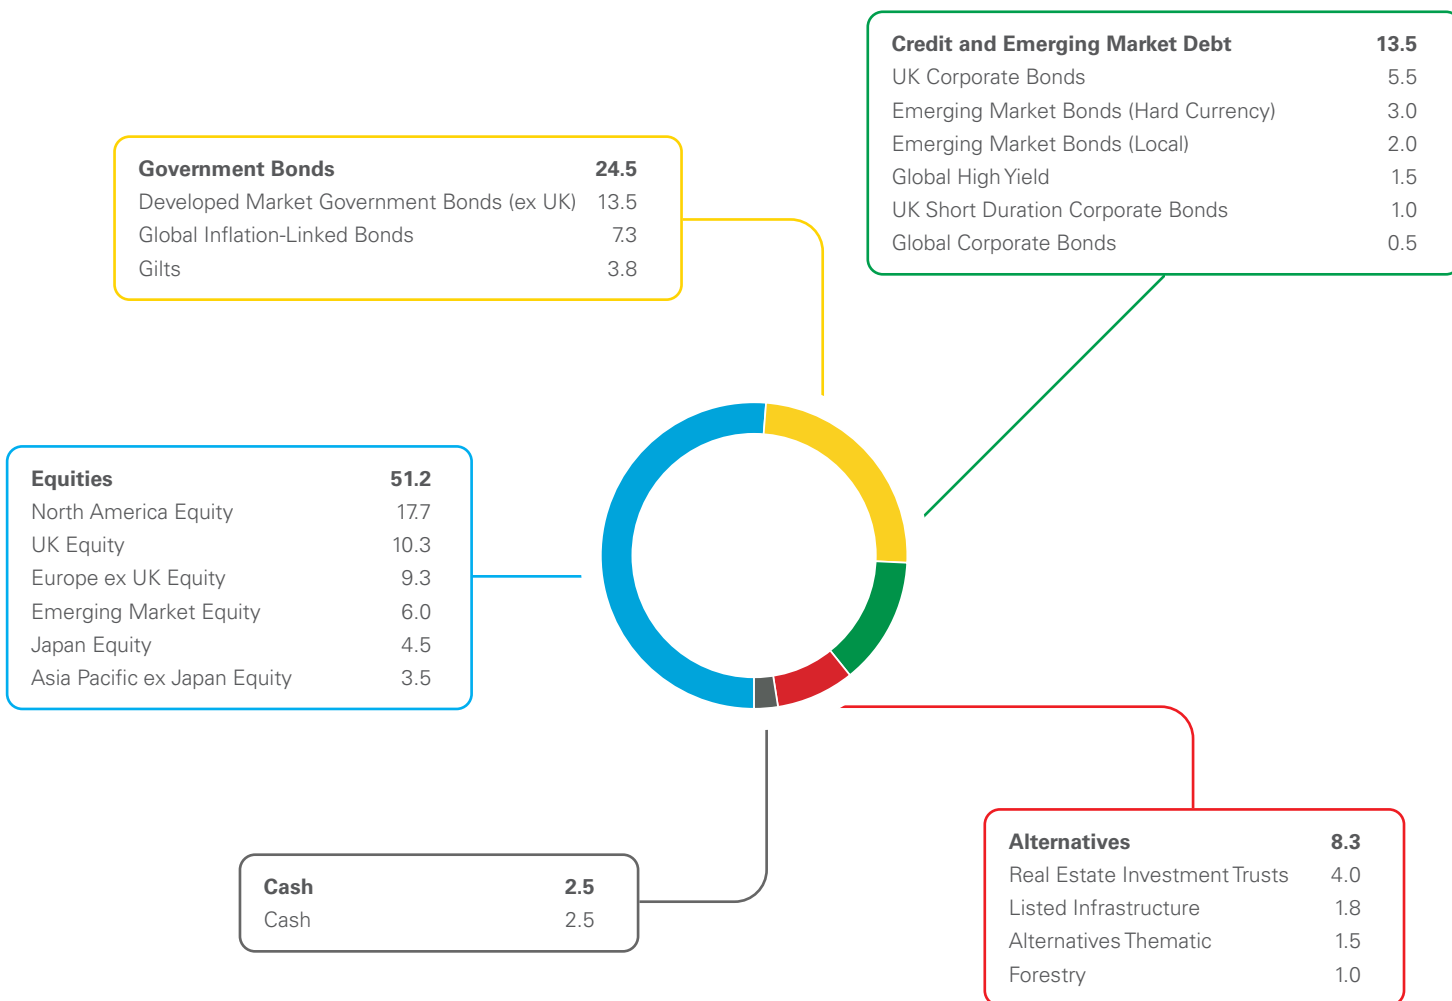 Credit and Emerging Market Debt 13.5
UK Corporate Bonds 5.5
Emerging Market Bonds (Hard Currency) 3.0
Emerging Market Bonds (Local) 2.0
Global High Yield 1.5
UK Short Duration Corporate Bonds 1.0
Global Corporate Bonds 0.5
Government Bonds 24.5
Developed Market Government Bonds (ex UK) 13.5
Global Inflation-Linked Bonds 7.3
Gilts 3.8
Equities 51.2
North America Equity 17.7
UK Equity 10.3
Europe ex UK Equity 9.3
Emerging Market Equity 6.0
Japan Equity 4.5
Asia Pacific ex Japan Equity 3.5
Cash 2.5
Cash 2.5
Alternatives 8.3
Real Estate Investment Trusts 4.0
Listed Infrastructure 1.8
Alternatives Thematic 1.5
Forestry 1.0